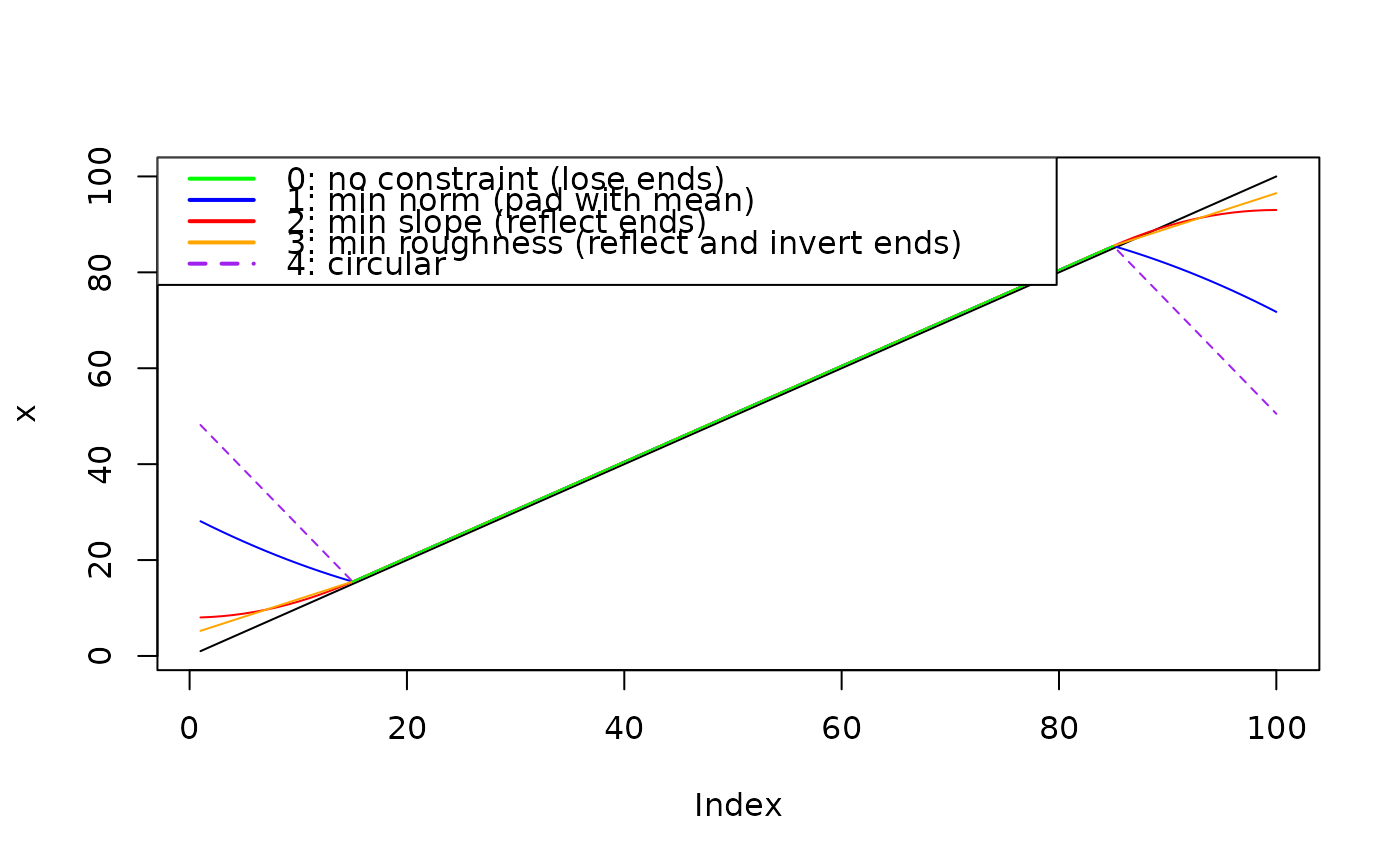 0: no constraint (lose ends)
1: min norm (pad with mean)
2: min slope (reflect ends)
3: min roughness (reflect and invert ends)
4: circular
100
80
60
40
20
0
x
0 20 40 60 80 100
Index